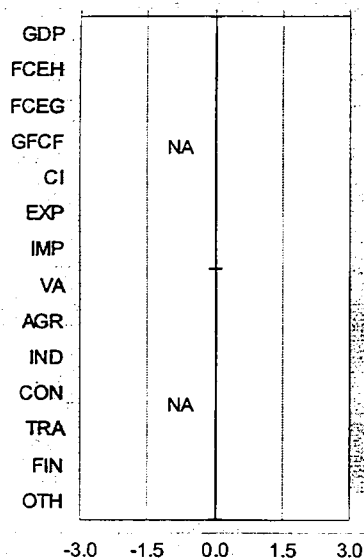 GDP
FCEH
FCEG
GFCF
NA
CI
EXP
IMP
VA
AGR
IND
CON
NA
TRA
FIN
OTH
-3.0 -1.5 0.0 1.5 3.0